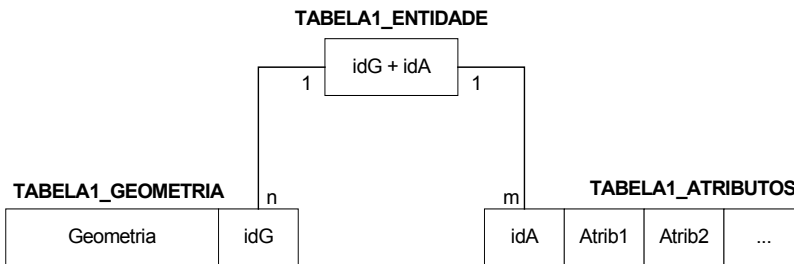 TABELA1_ENTIDADE
idG + idA
1 1
TABELA1_GEOMETRIA n m TABELA1_ATRIBUTOS
Geometria idG idA Atrib1 Atrib2 ...